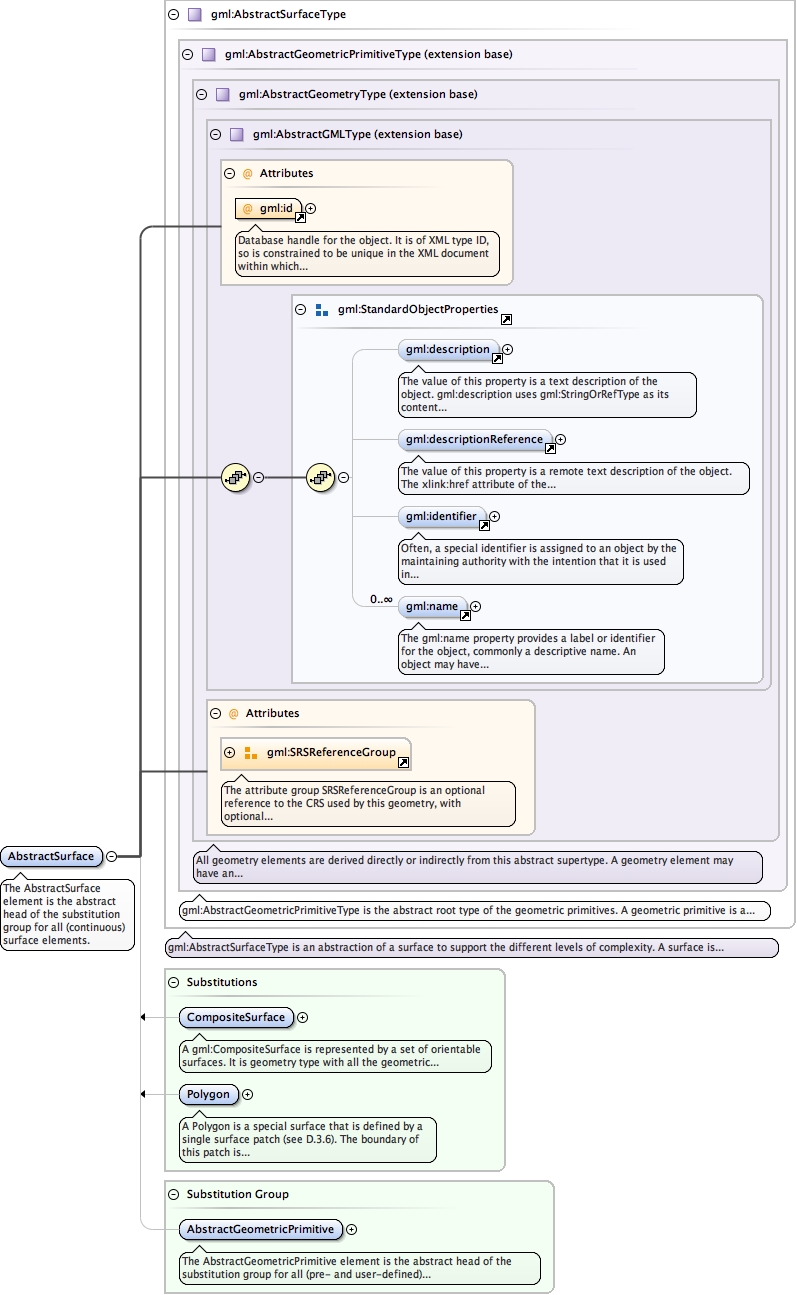 gml:AbstractSurfaceType
gml:AbstractGeometricPrimitiveType (extension base)
gml:AbstractGeometryType (extension base)
gml:AbstractGMLType (extension base)
@ Attributes
@ gml:id
Database handle for the object. It is of XML type ID,
so is constrained to be unique in the XML document
within which...
gml:StandardObjectProperties
gml:description
The value of this property is a text description of the
object. gml:description uses gml:StringOrRefType as its
content...
gml:descriptionReference
The value of this property is a remote text description of the object.
The xlink:href attribute of the...
gml:identifier
Often, a special identifier is assigned to an object by the
maintaining authority with the intention that it is used
in...
0..∞
gml:name
The gml:name property provides a label or identifier
for the object, commonly a descriptive name. An
object may have...
@ Attributes
gml:SRSReferenceGroup
The attribute group SRSReferenceGroup is an optional
reference to the CRS used by this geometry, with
optional...
AbstractSurface
The AbstractSurface
element is the abstract
head of the substitution
group for all (continuous)
surface elements.
All geometry elements are derived directly or indirectly from this abstract supertype. A geometry element may
have an...
gml:AbstractGeometricPrimitiveType is the abstract root type of the geometric primitives. A geometric primitive is a...
gml:AbstractSurfaceType is an abstraction of a surface to support the different levels of complexity. A surface is...
Substitutions
CompositeSurface
A gml:CompositeSurface is represented by a set of orientable
surfaces. It is geometry type with all the geometric...
Polygon
A Polygon is a special surface that is defined by a
single surface patch (see D.3.6). The boundary of
this patch is...
Substitution Group
AbstractGeometricPrimitive
The AbstractGeometricPrimitive element is the abstract head of the
substitution group for all (pre- and user-defined)...